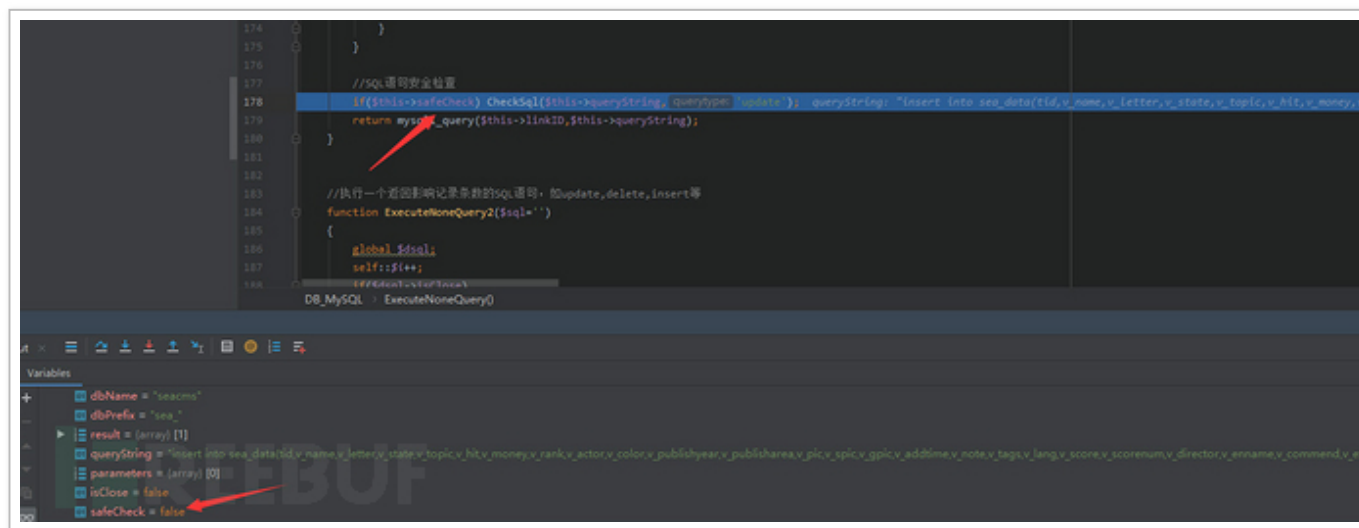 174 }
175 }
176
177 //SQL语句安全检查
178 if($this->safeCheck) CheckSql($this->queryString, querytype: 'update'); queryString: "insert into sea_data(tid,v_name,v_letter,v_state,v_topic,v_hit,v_money,
179 return mysqli_query($this->linkID,$this->queryString);
180 }
181
182
183 //执行一个返回影响记录条数的SQL语句，如update,delete,insert等
184 function ExecuteNoneQuery2($sql='')
185 {
186 global $dsql;
187 self::$i++;
188 if($dsql->isClose)
DB_MySQL › ExecuteNoneQuery()
Variables
dbName = "seacms"
dbPrefix = "sea_"
result = {array} [1]
queryString = "insert into sea_data(tid,v_name,v_letter,v_state,v_topic,v_hit,v_money,v_rank,v_actor,v_color,v_publishyear,v_publisharea,v_pic,v_spic,v_gpic,v_addtime,v_note,v_tags,v_lang,v_score,v_scorenum,v_director,v_enname,v_commend,v_e
parameters = {array} [0]
isClose = false
safeCheck = false
REEBUF